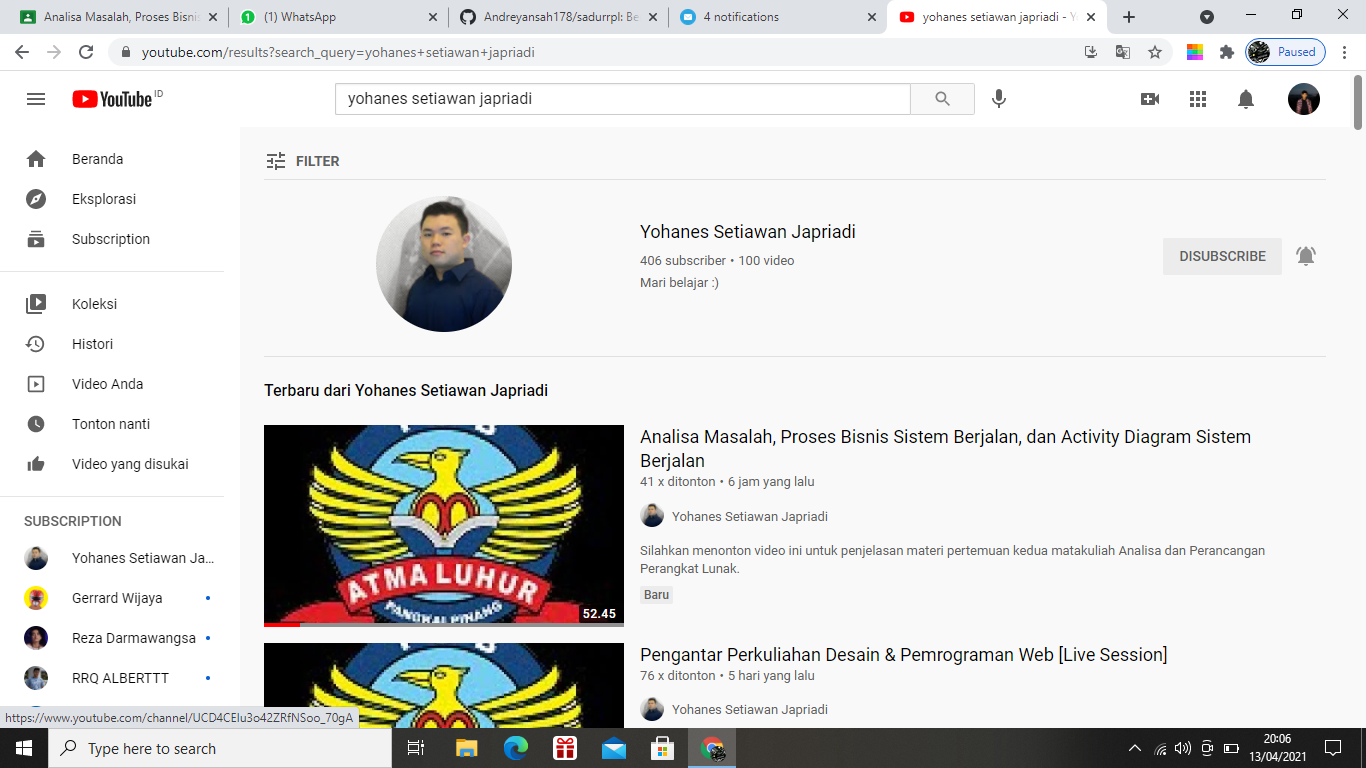 Analisa Masalah, Proses Bisnis
(1) WhatsApp
Andreyansah178/sadurrpl: Be
4 notifications
yohanes setiawan japriadi - Y
youtube.com/results?search_query=yohanes+setiawan+japriadi
Paused
YouTube ID
yohanes setiawan japriadi
Beranda
Eksplorasi
Subscription
Koleksi
Histori
Video Anda
Tonton nanti
Video yang disukai
SUBSCRIPTION
Yohanes Setiawan Ja...
Gerrard Wijaya
Reza Darmawangsa
RRQ ALBERTTT
FILTER
Yohanes Setiawan Japriadi
406 subscriber • 100 video
Mari belajar :)
DISUBSCRIBE
Terbaru dari Yohanes Setiawan Japriadi
ATMA LUHUR
PANGKALPINANG
52.45
Analisa Masalah, Proses Bisnis Sistem Berjalan, dan Activity Diagram Sistem
Berjalan
41 x ditonton • 6 jam yang lalu
Yohanes Setiawan Japriadi
Silahkan menonton video ini untuk penjelasan materi pertemuan kedua matakuliah Analisa dan Perancangan
Perangkat Lunak.
Baru
Pengantar Perkuliahan Desain & Pemrograman Web [Live Session]
76 x ditonton • 5 hari yang lalu
Yohanes Setiawan Japriadi
https://www.youtube.com/channel/UCD4CElu3o42ZRfNSoo_70gA
Type here to search
20:06
13/04/2021